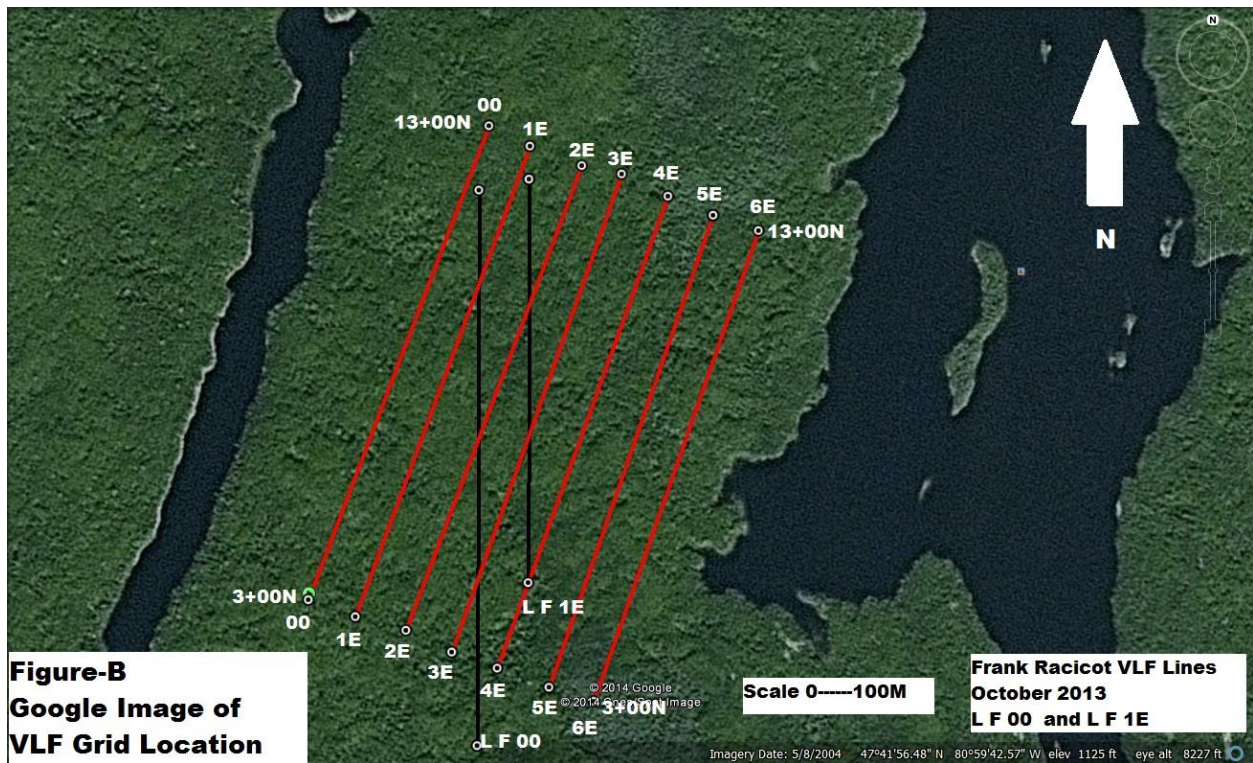 N
00
13+00N
1E
2E
3E
4E
5E
6E
13+00N
N
3+00N
00
1E
2E
3E
4E
5E
6E
3+00N
L F 1E
L F 00
© 2014 Google
Figure-B
Google Image of
VLF Grid Location
Scale 0------100M
Frank Racicot VLF Lines
October 2013
L F 00 and L F 1E
Imagery Date: 5/8/2004 47°41'56.48" N 80°59'42.57" W elev 1125 ft eye alt 8227 ft